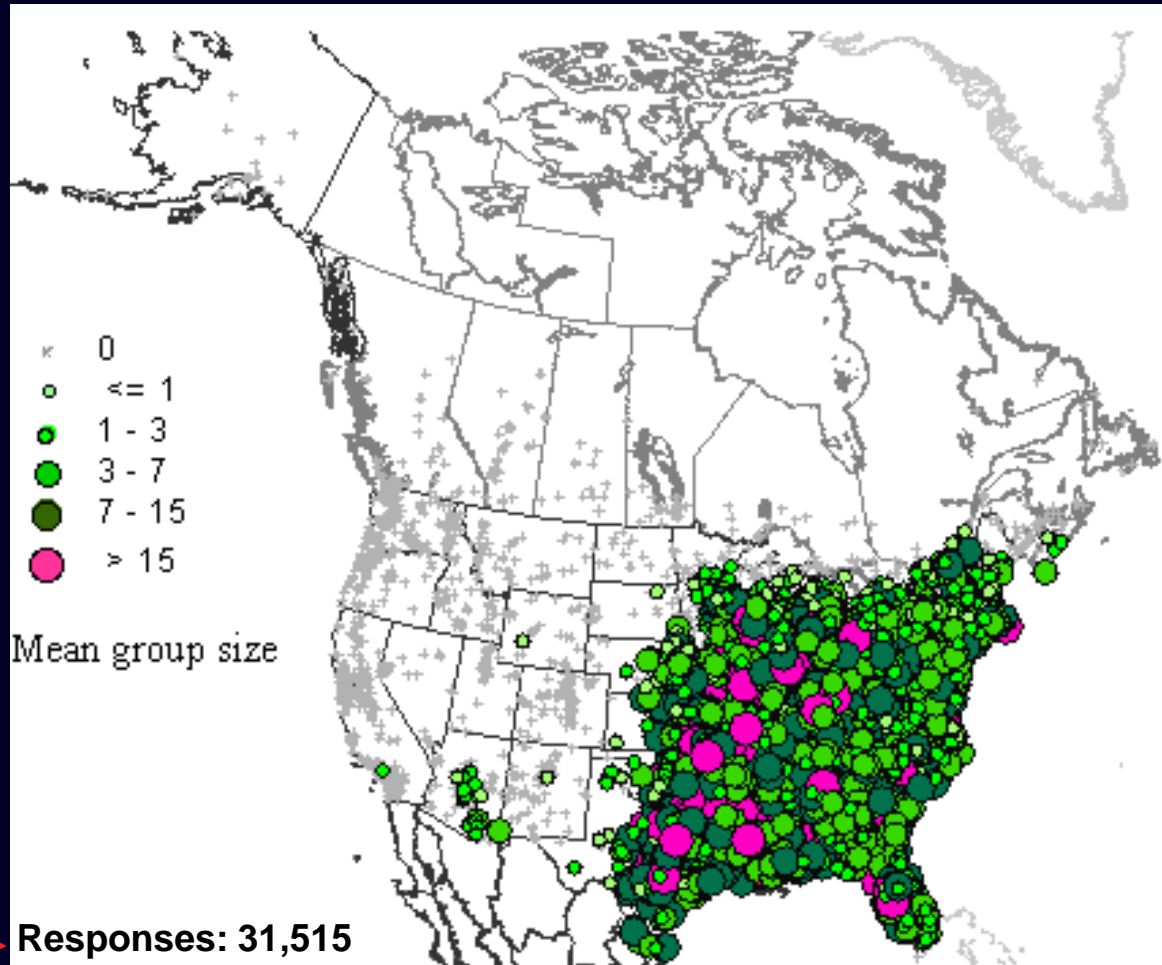 0
<= 1
1 - 3
3 - 7
7 - 15
> 15
Mean group size
Responses: 31,515